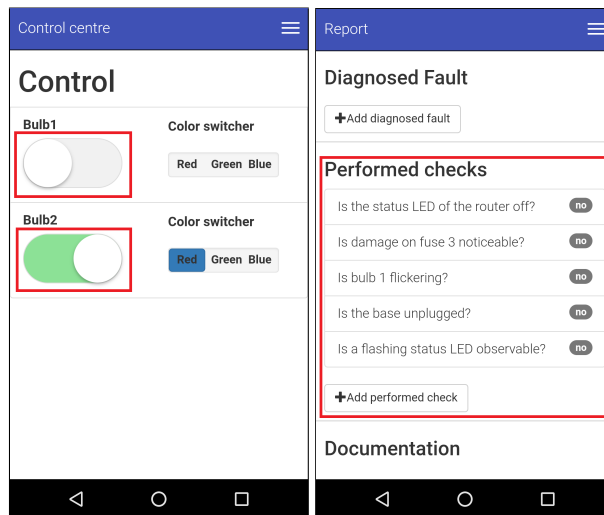 Control centre
Control
Bulb1
Color switcher
Red Green Blue
Bulb2
Color switcher
Red Green Blue
Report
Diagnosed Fault
+Add diagnosed fault
Performed checks
Is the status LED of the router off? no
Is damage on fuse 3 noticeable? no
Is bulb 1 flickering? no
Is the base unplugged? no
Is a flashing status LED observable? no
+Add performed check
Documentation